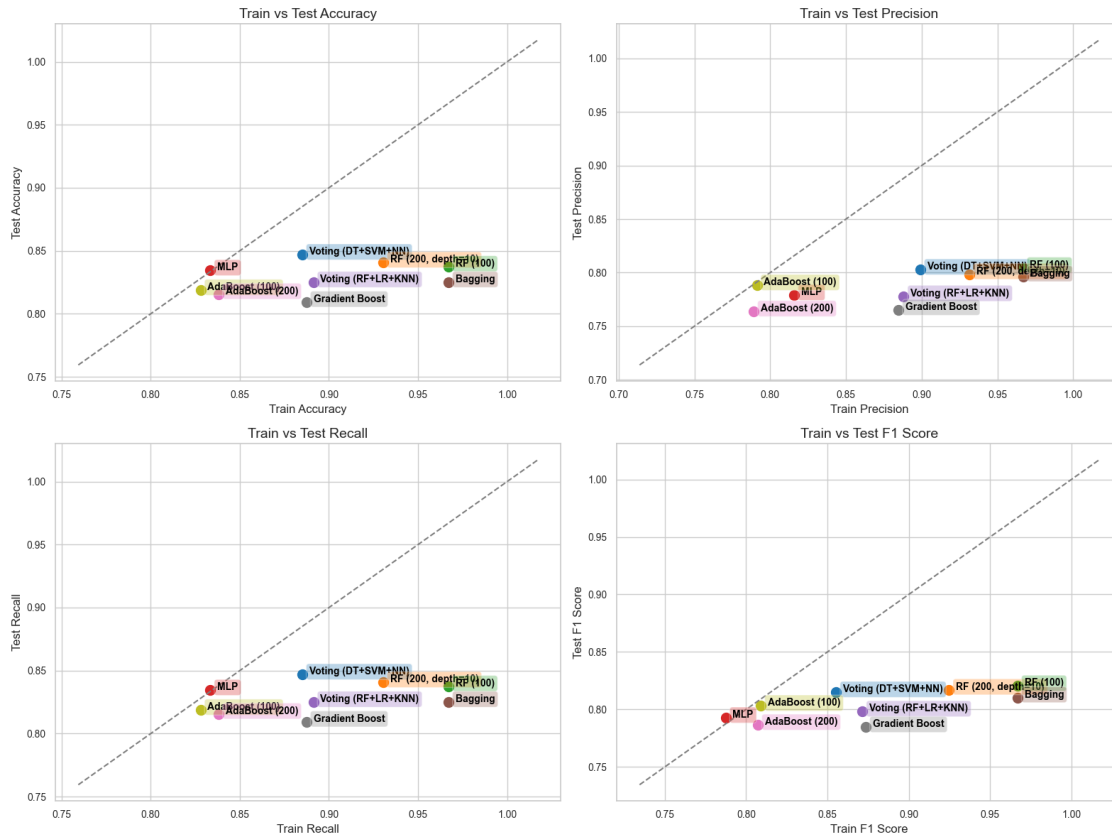 Train vs Test Accuracy
Test Accuracy
1.00
0.95
0.90
0.85
0.80
0.75
Voting (DT+SVM+NN)
RF (200, depth=10)
RF (100)
MLP
Bagging
Voting (RF+LR+KNN)
AdaBoost (100)
AdaBoost (200)
Gradient Boost
0.75 0.80 0.85 0.90 0.95 1.00
Train Accuracy
Train vs Test Precision
Test Precision
1.00
0.95
0.90
0.85
0.80
0.75
0.70
Voting (DT+SVM+NN)
RF (100)
RF (200, depth=10)
Bagging
AdaBoost (100)
MLP
Voting (RF+LR+KNN)
AdaBoost (200)
Gradient Boost
0.70 0.75 0.80 0.85 0.90 0.95 1.00
Train Precision
Train vs Test Recall
Test Recall
1.00
0.95
0.90
0.85
0.80
0.75
Voting (DT+SVM+NN)
RF (200, depth=10)
RF (100)
MLP
Bagging
Voting (RF+LR+KNN)
AdaBoost (100)
AdaBoost (200)
Gradient Boost
0.75 0.80 0.85 0.90 0.95 1.00
Train Recall
Train vs Test F1 Score
Test F1 Score
1.00
0.95
0.90
0.85
0.80
0.75
RF (100)
Voting (DT+SVM+NN)
RF (200, depth=10)
Bagging
AdaBoost (100)
Voting (RF+LR+KNN)
MLP
AdaBoost (200)
Gradient Boost
0.75 0.80 0.85 0.90 0.95 1.00
Train F1 Score